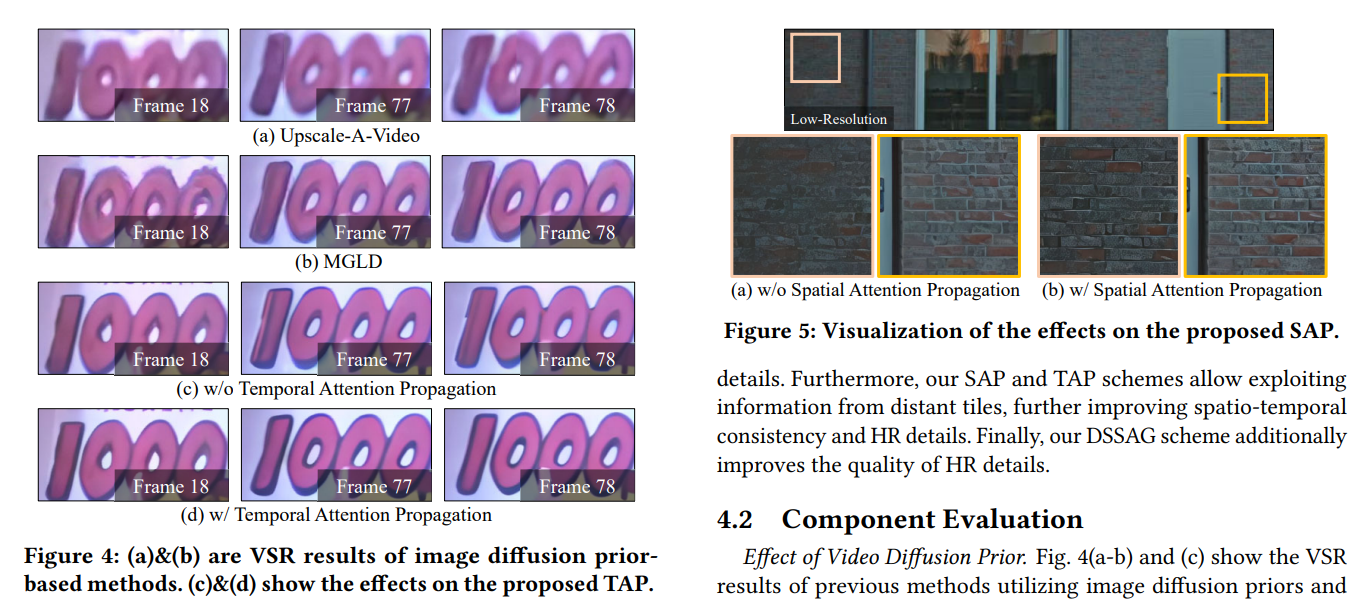 Frame 18
Frame 77
Frame 78
(a) Upscale-A-Video
Frame 18
Frame 77
Frame 78
(b) MGLD
Frame 18
Frame 77
Frame 78
(c) w/o Temporal Attention Propagation
1000
Frame 18
1000
Frame 77
1000
Frame 78
(d) w/ Temporal Attention Propagation
Figure 4: (a)&(b) are VSR results of image diffusion prior-
based methods. (c)&(d) show the effects on the proposed TAP.
Low-Resolution
(a) w/o Spatial Attention Propagation
(b) w/ Spatial Attention Propagation
Figure 5: Visualization of the effects on the proposed SAP.
details. Furthermore, our SAP and TAP schemes allow exploiting
information from distant tiles, further improving spatio-temporal
consistency and HR details. Finally, our DSSAG scheme additionally
improves the quality of HR details.
4.2 Component Evaluation
Effect of Video Diffusion Prior. Fig. 4(a-b) and (c) show the VSR
results of previous methods utilizing image diffusion priors and